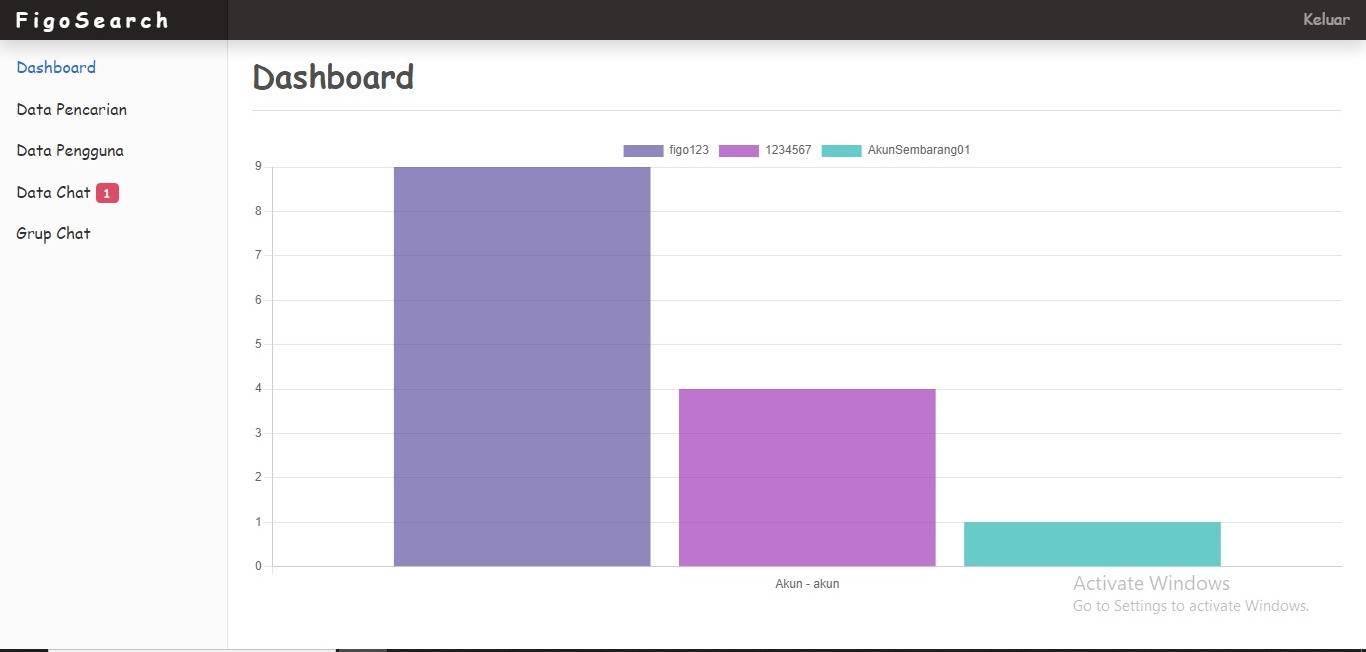 FigoSearch
Keluar
Dashboard
Data Pencarian
Data Pengguna
Data Chat 1
Grup Chat
Dashboard
figo123 1234567 AkunSembarang01
9
8
7
6
5
4
3
2
1
0
Akun - akun
Activate Windows
Go to Settings to activate Windows.